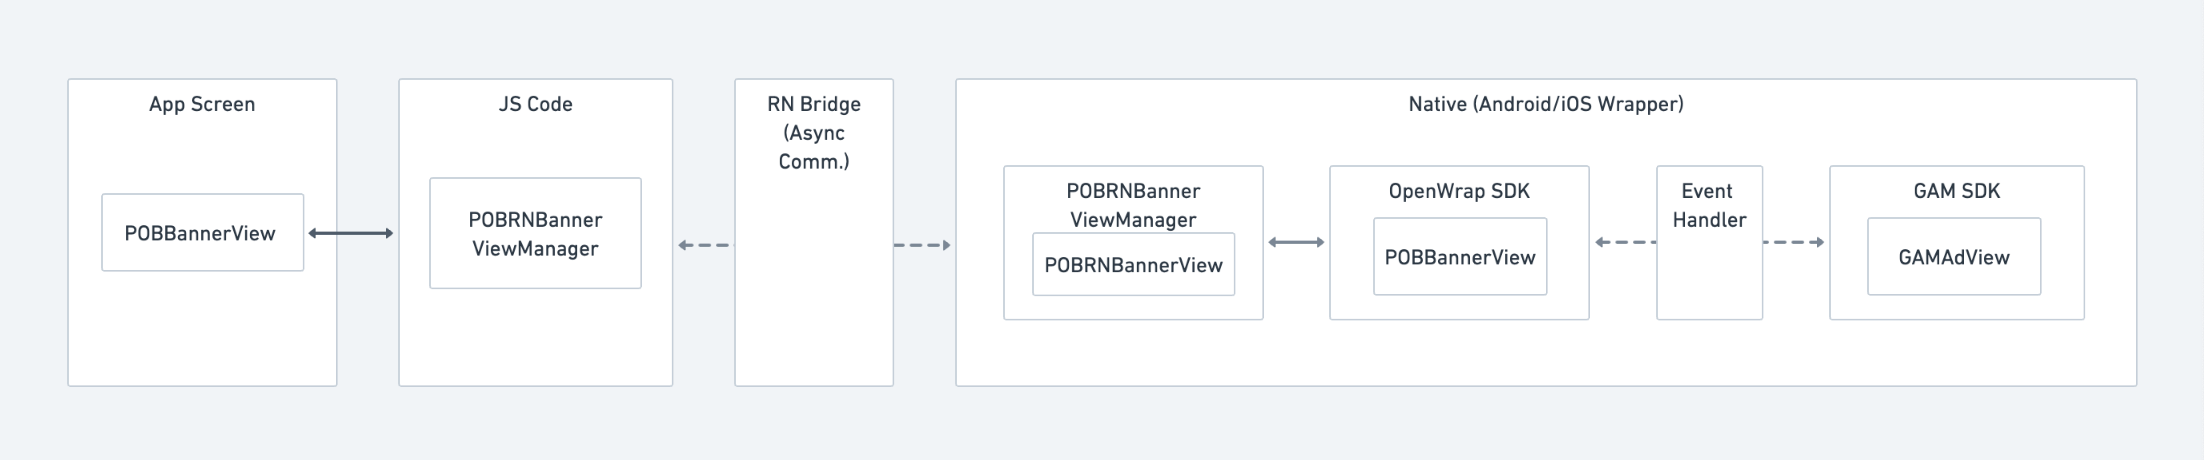 App Screen
POBBannerView
JS Code
POBRNBanner
ViewManager
RN Bridge
(Async
Comm.)
Native (Android/iOS Wrapper)
POBRNBanner
ViewManager
POBRNBannerView
OpenWrap SDK
POBBannerView
Event
Handler
GAM SDK
GAMAdView